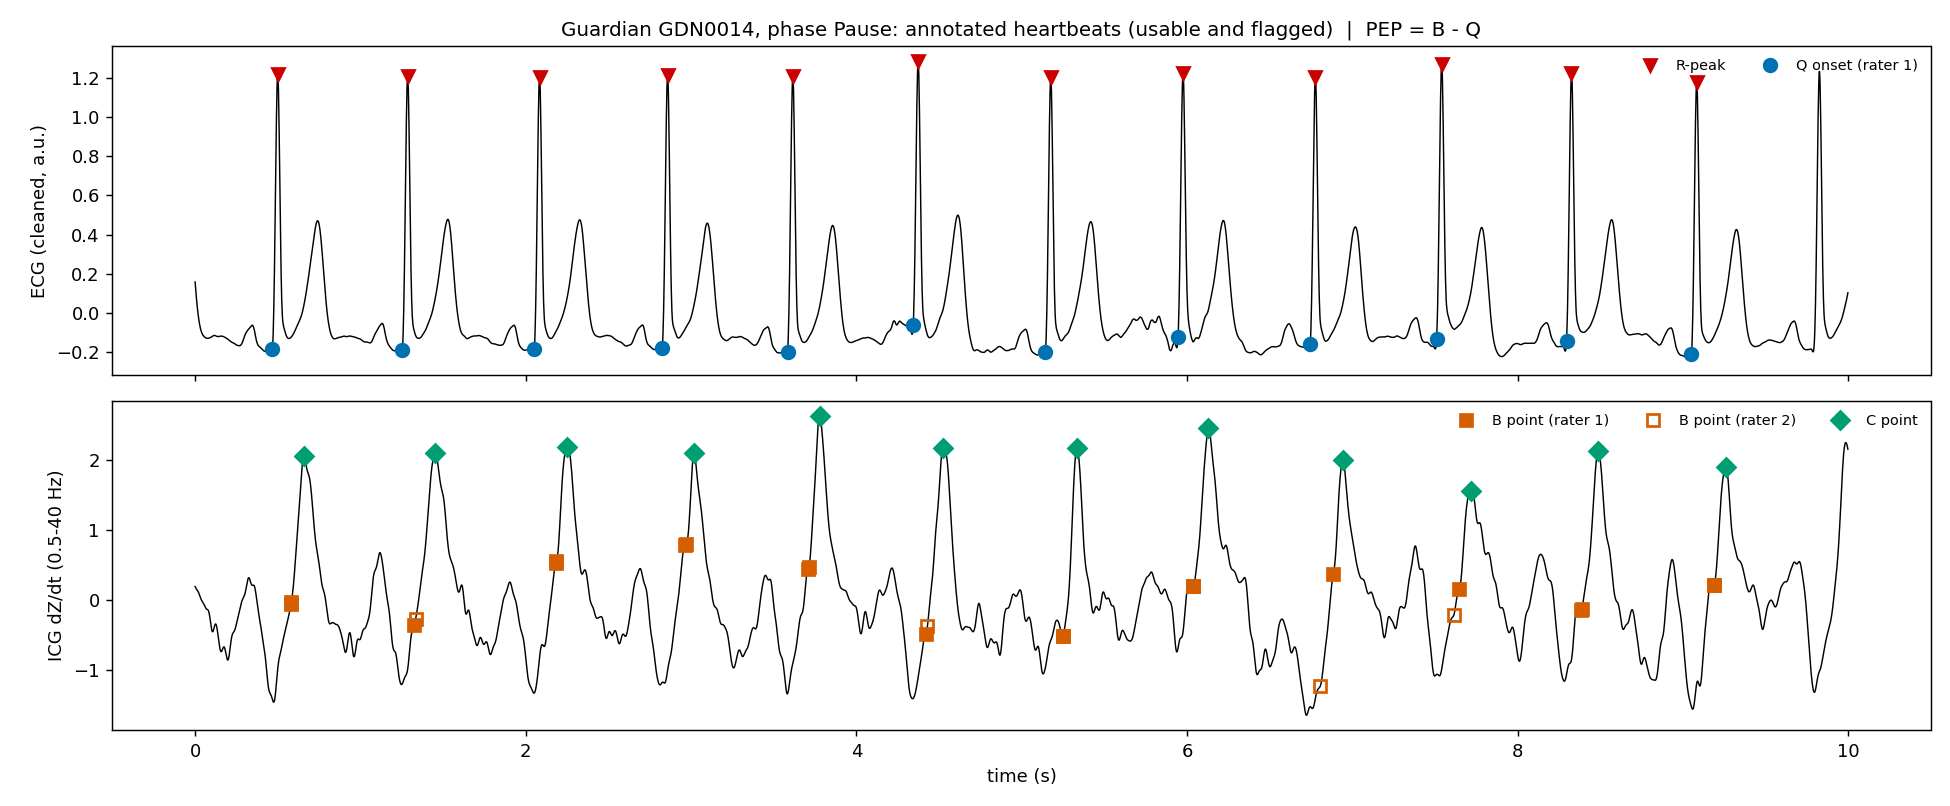 Guardian GDN0014, phase Pause: annotated heartbeats (usable and flagged)  |  PEP = B - Q
ECG (cleaned, a.u.)
1.2
1.0
0.8
0.6
0.4
0.2
0.0
−0.2
R-peak
Q onset (rater 1)
ICG dZ/dt (0.5-40 Hz)
2
1
0
−1
B point (rater 1)
B point (rater 2)
C point
0
2
4
6
8
10
time (s)